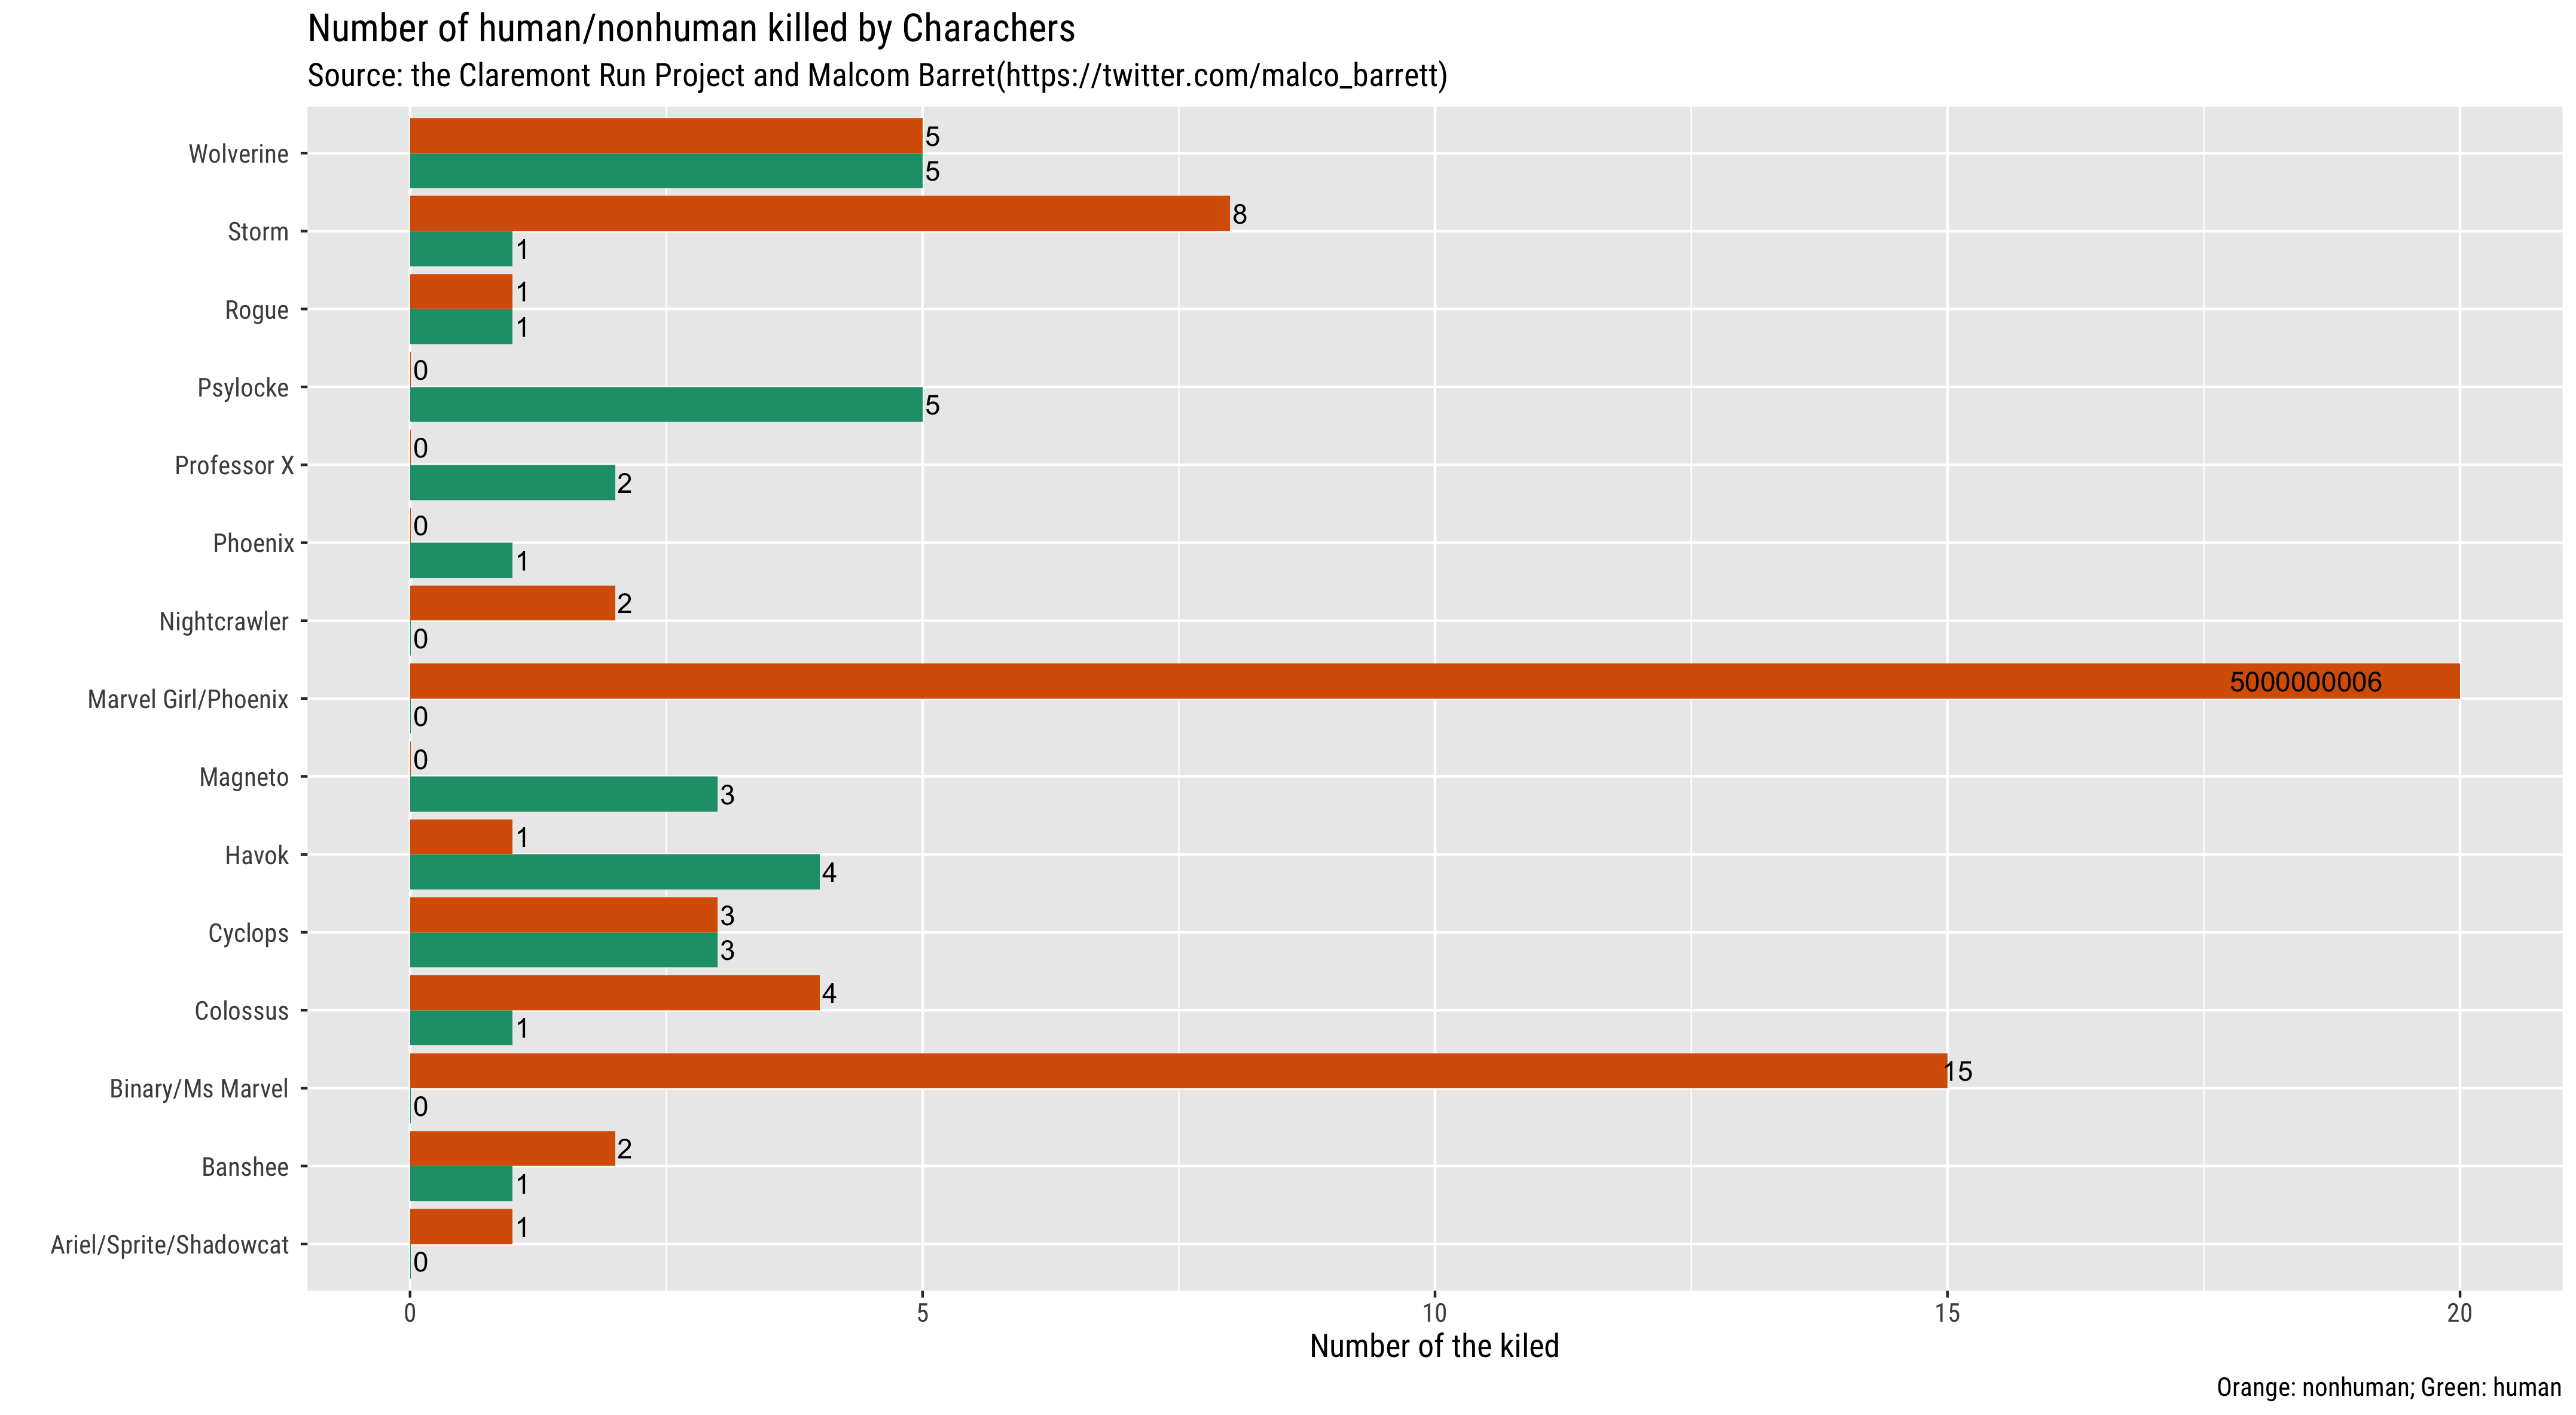 Number of human/nonhuman killed by Charachers
Source: the Claremont Run Project and Malcom Barret(https://twitter.com/malco_barrett)
Wolverine
5
5
Storm
8
1
Rogue
1
1
Psylocke
0
5
Professor X
0
2
Phoenix
0
1
Nightcrawler
2
0
Marvel Girl/Phoenix
5000000006
0
Magneto
0
3
Havok
1
4
Cyclops
3
3
Colossus
4
1
Binary/Ms Marvel
15
0
Banshee
2
1
Ariel/Sprite/Shadowcat
1
0
0 5 10 15 20
Number of the kiled
Orange: nonhuman; Green: human